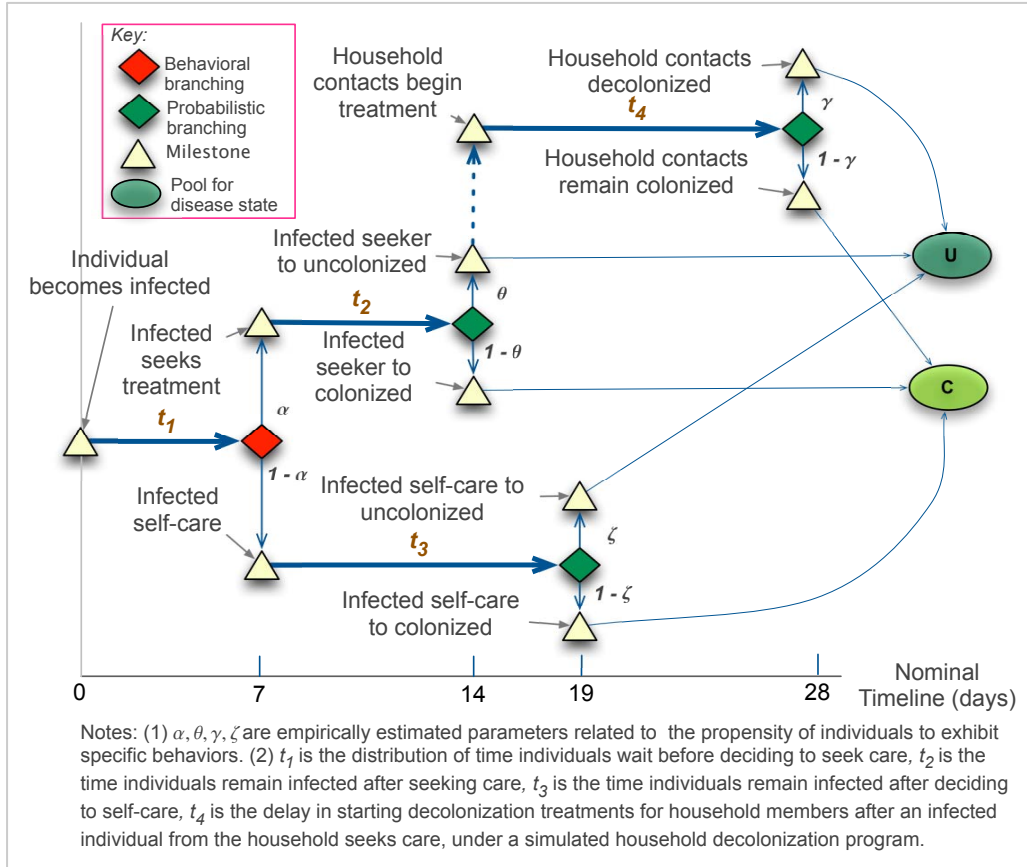 Key:
Behavioral
branching
Probabilistic
branching
Milestone
Pool for
disease state
Household
contacts begin
treatment
Household contacts
decolonized
t4
γ
1 - γ
Household contacts
remain colonized
Individual
becomes infected
Infected seeker
to uncolonized
U
Infected
seeks
treatment
t2
θ
1 - θ
Infected
seeker to
colonized
C
t1
α
1 - α
Infected
self-care
Infected self-care to
uncolonized
t3
ζ
1 - ζ
Infected self-care
to colonized
0
7
14
19
28
Nominal
Timeline (days)
Notes: (1) α, θ, γ, ζ are empirically estimated parameters related to the propensity of individuals to exhibit
specific behaviors. (2) t1 is the distribution of time individuals wait before deciding to seek care, t2 is the
time individuals remain infected after seeking care, t3 is the time individuals remain infected after deciding
to self-care, t4 is the delay in starting decolonization treatments for household members after an infected
individual from the household seeks care, under a simulated household decolonization program.